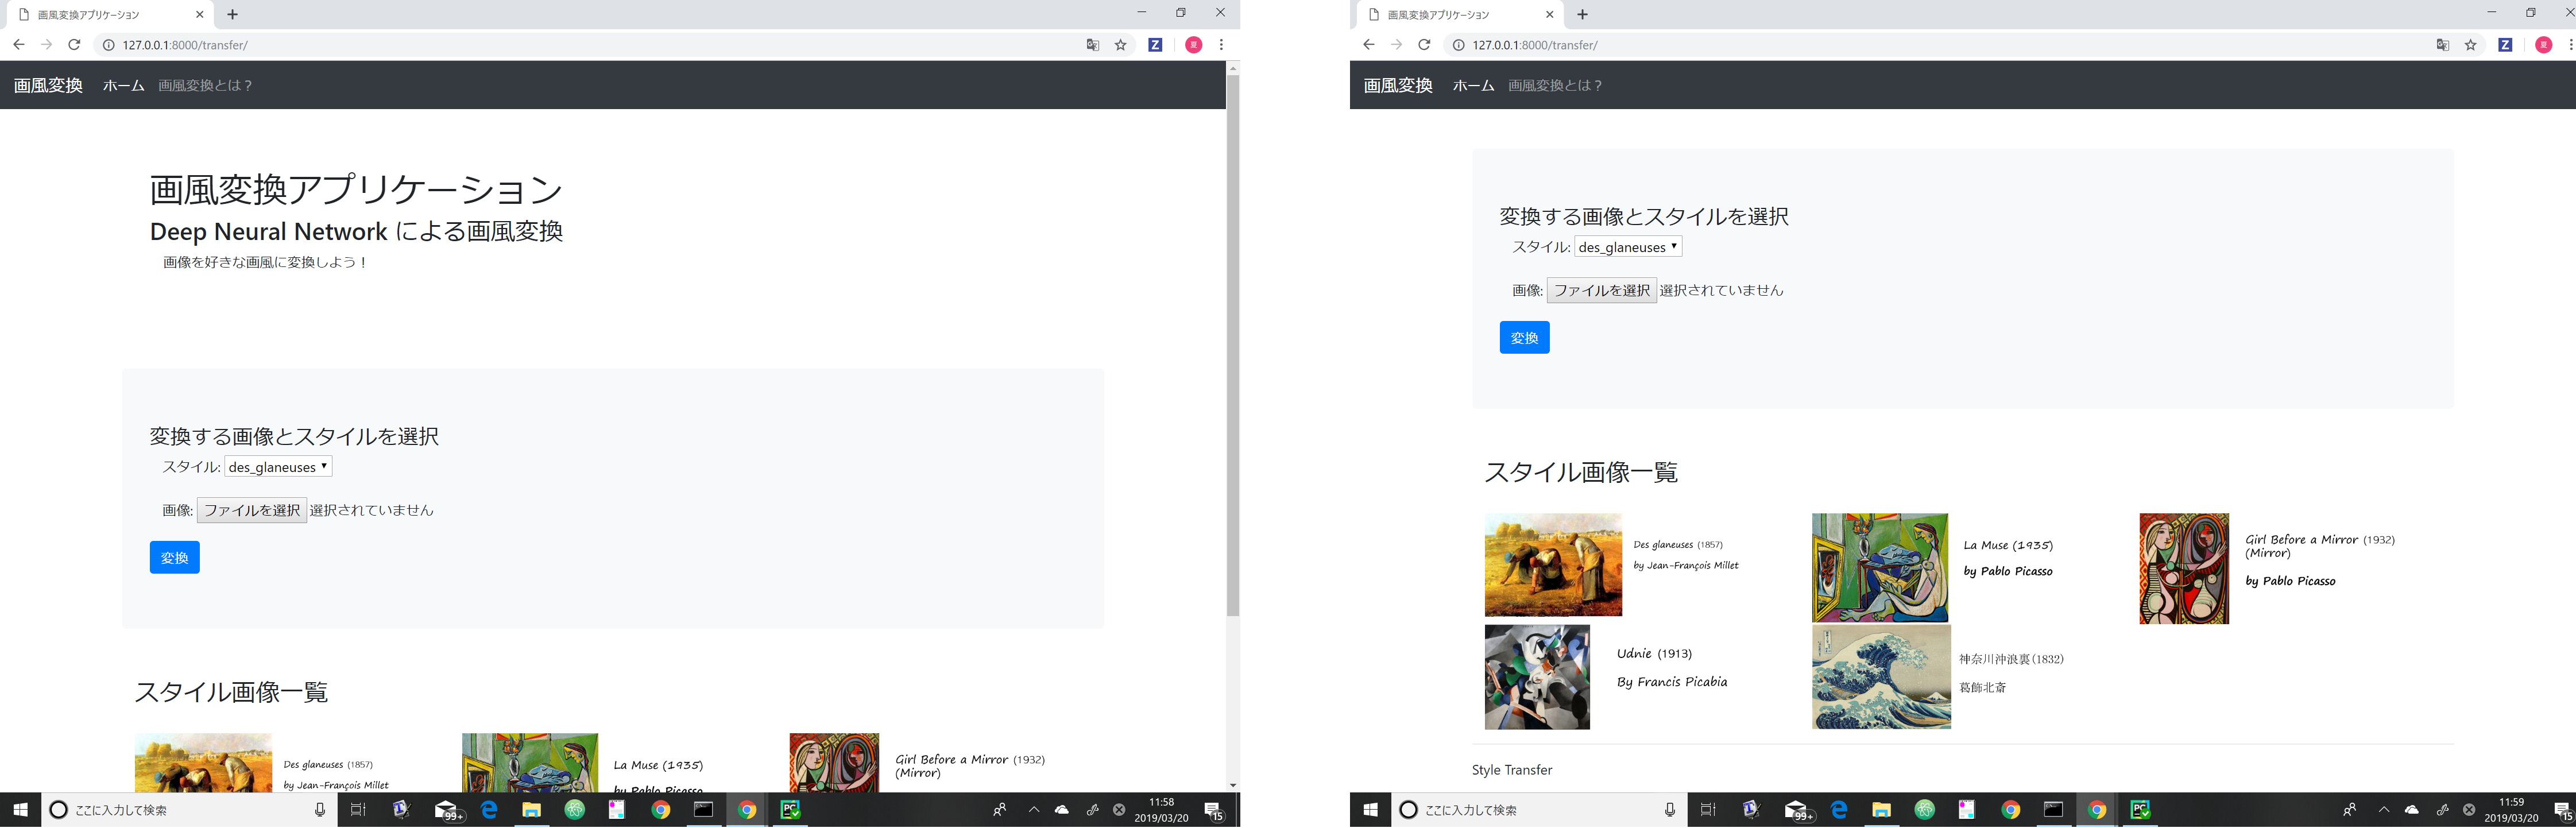 画風変換アプリケーション
127.0.0.1:8000/transfer/
夏
画風変換 ホーム 画風変換とは？
画風変換アプリケーション
Deep Neural Network による画風変換
画像を好きな画風に変換しよう！
変換する画像とスタイルを選択
スタイル: des_glaneuses
画像: ファイルを選択 選択されていません
変換
スタイル画像一覧
Des glaneuses (1857)
by Jean-François Millet
La Muse (1935)
by Pablo Picasso
Girl Before a Mirror (1932)
(Mirror)
ここに入力して検索
99+
PC
11:58
2019/03/20
15
画風変換アプリケーション
127.0.0.1:8000/transfer/
夏
画風変換 ホーム 画風変換とは？
変換する画像とスタイルを選択
スタイル: des_glaneuses
画像: ファイルを選択 選択されていません
変換
スタイル画像一覧
Des glaneuses (1857)
by Jean-François Millet
La Muse (1935)
by Pablo Picasso
Girl Before a Mirror (1932)
(Mirror)
by Pablo Picasso
Udnie (1913)
By Francis Picabia
神奈川沖浪裏(1832)
葛飾北斎
Style Transfer
ここに入力して検索
99+
PC
11:59
2019/03/20
15